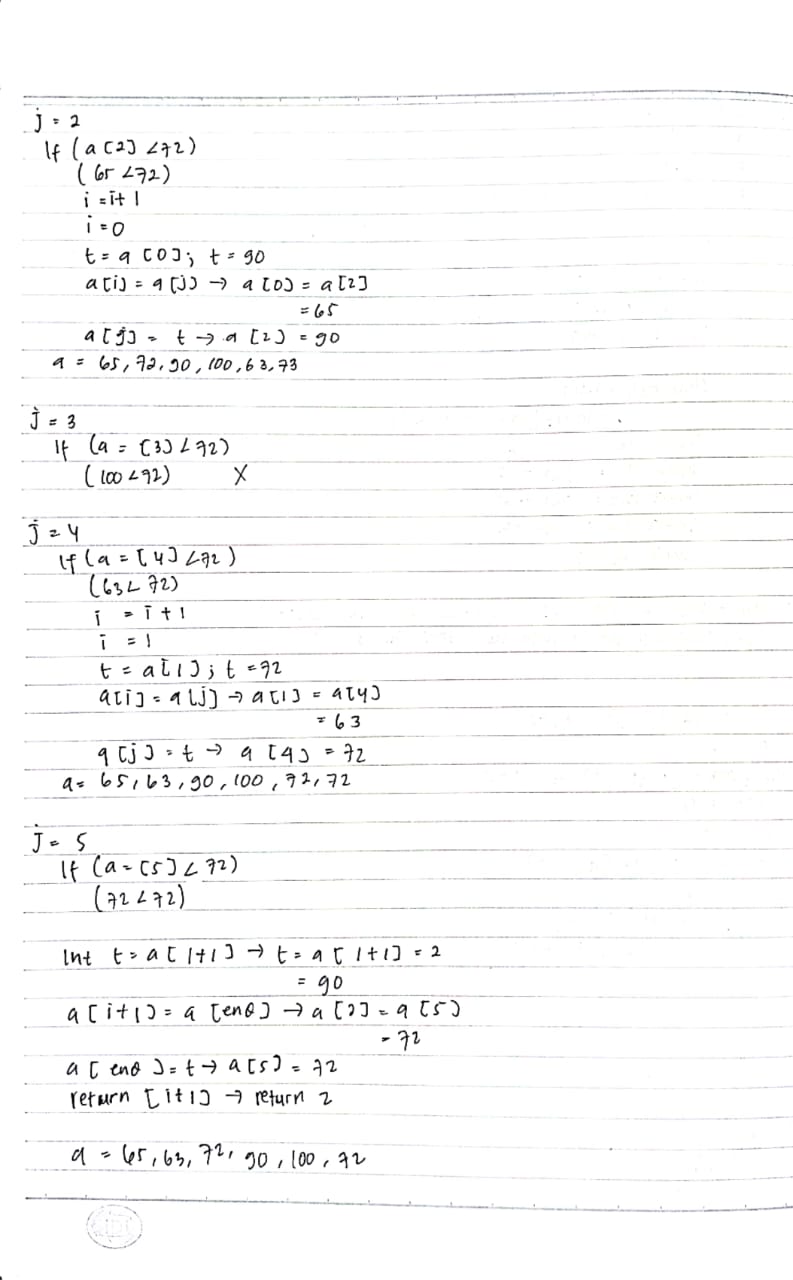 j = 2
If (a [2] < 72)
(65 < 72)
i = i + 1
i = 0
t = a [0]; t = 90
a[i] = a[j] → a[0] = a[2]
= 65
a[j] = t → a [2] = 90
a = 65, 72, 90, 100, 63, 73
j = 3
If (a = [3] < 72)
(100 < 72) X
j = 4
If (a = [4] < 72)
(63 < 72)
i = i + 1
i = 1
t = a[1]; t = 72
a[i] = a[j] → a[1] = a[4]
= 63
a[j] = t → a [4] = 72
a = 65, 63, 90, 100, 72, 72
J = 5
If (a = [5] < 72)
(72 < 72)
Int t = a [1+1] → t = a [1+1] = 2
= 90
a [i+1] = a [end] → a [2] = a [5]
= 72
a [end] = t → a[5] = 72
return [i+1] → return 2
a = 65, 63, 72, 90, 100, 72